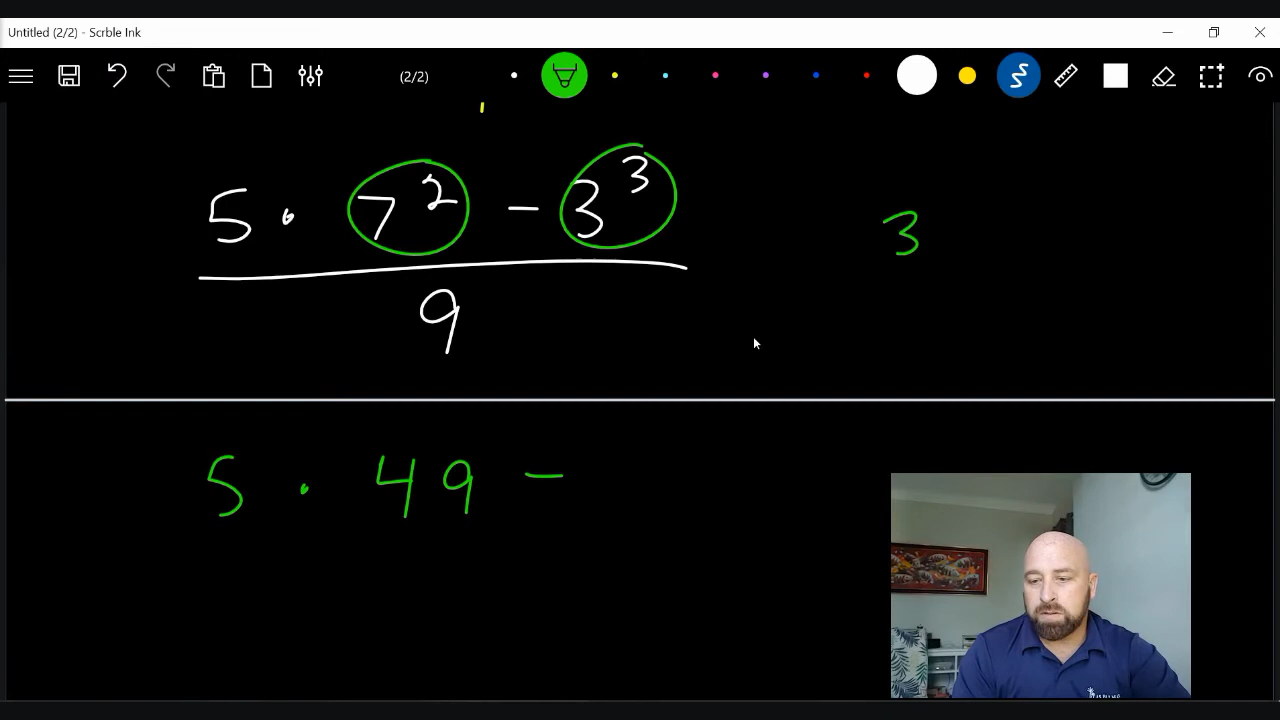 Untitled (2/2) - Scrble Ink
(2/2)
5 · 7² - 3³
3
9
5 · 49 -